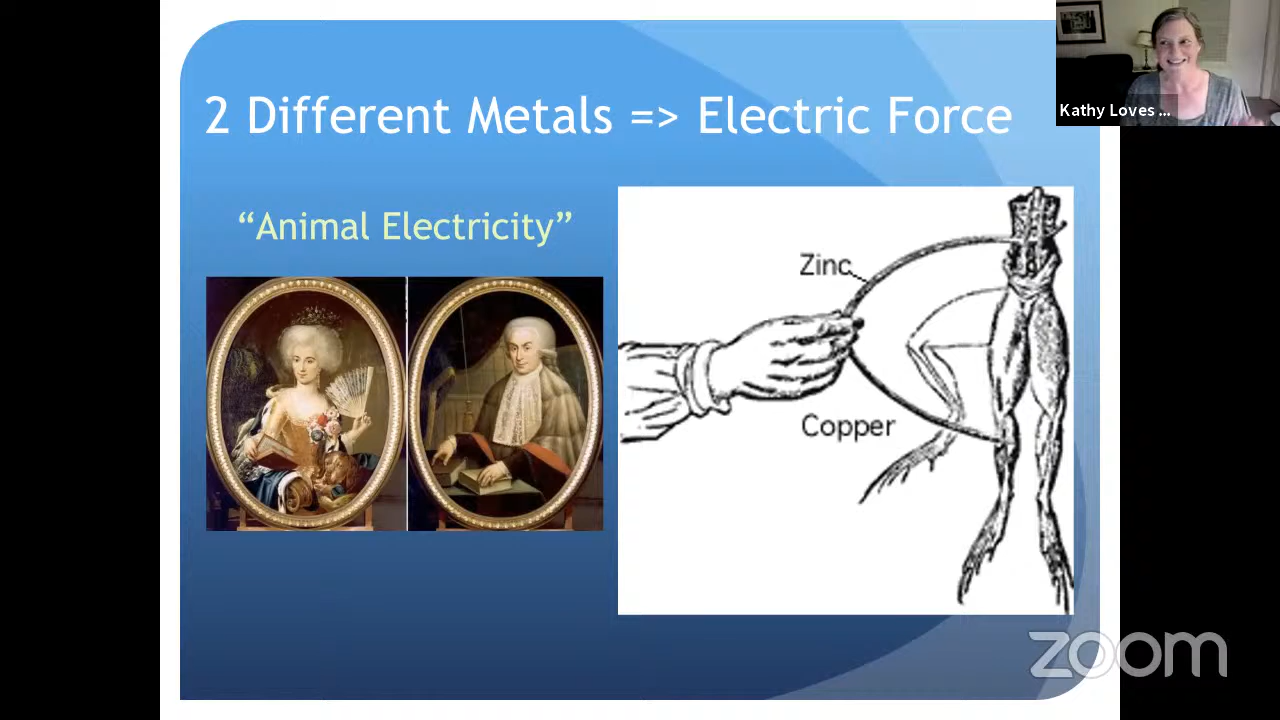 2 Different Metals => Electric Force
Kathy Loves ...
“Animal Electricity”
Zinc
Copper
zoom